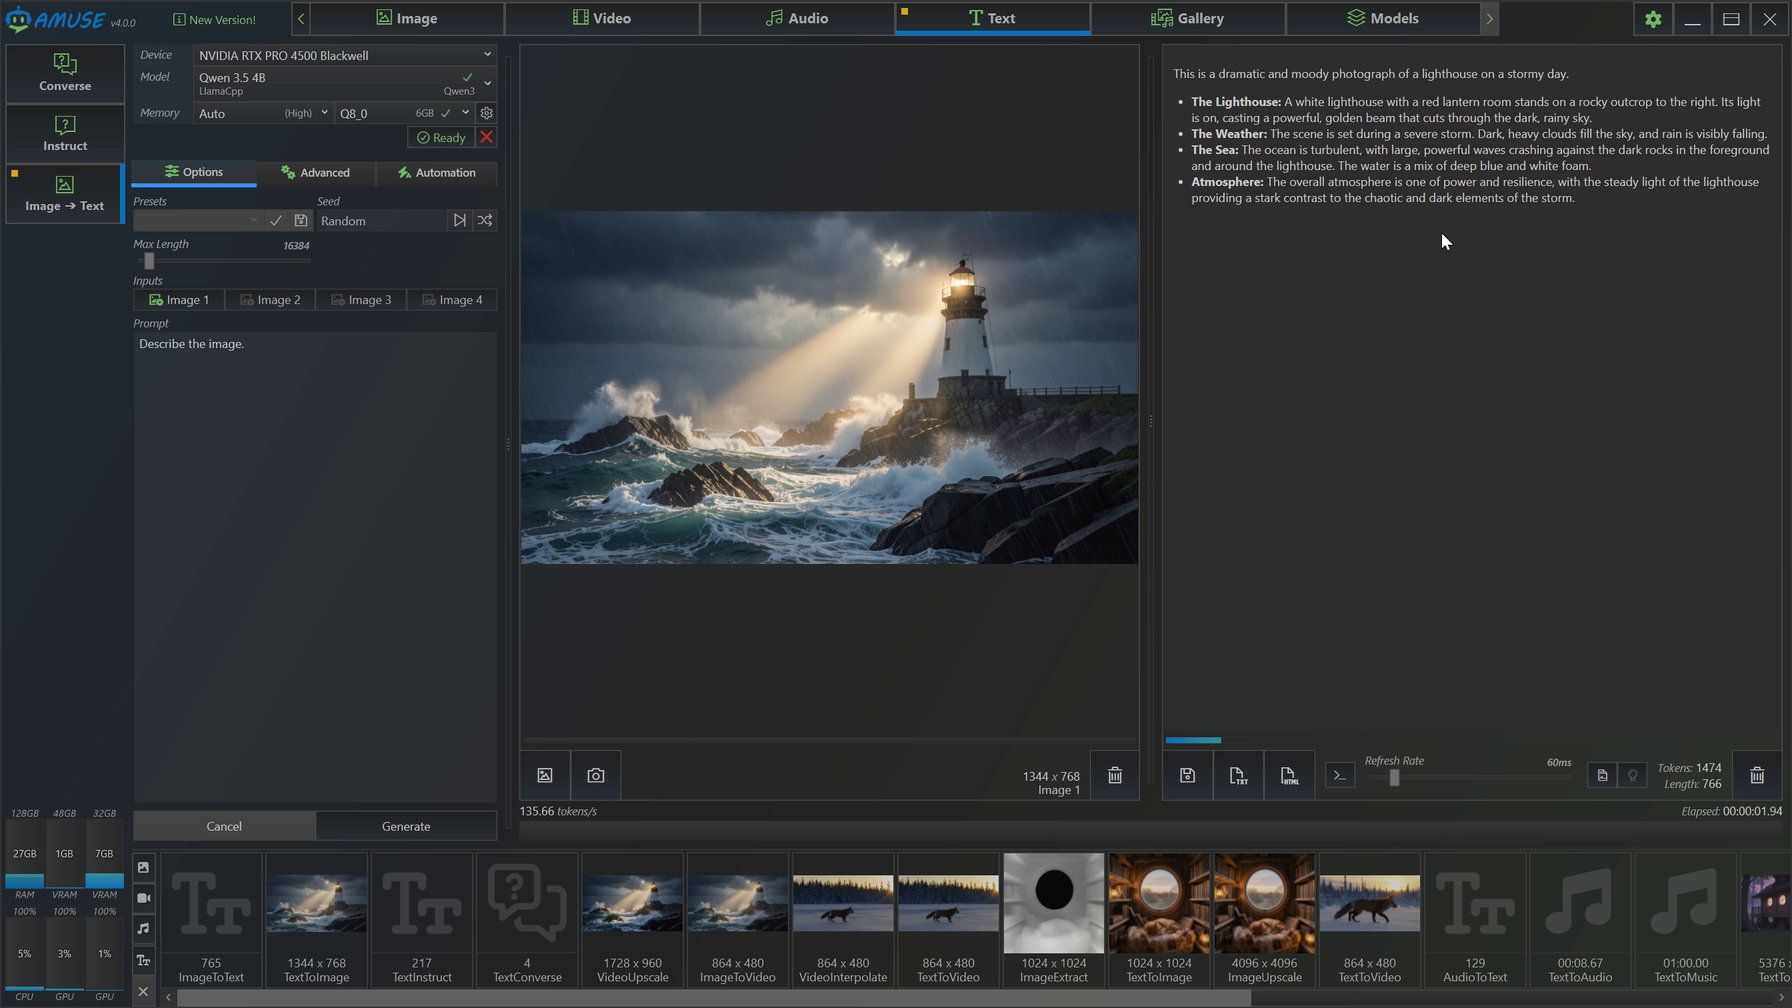 AMUSE v4.0.0
New Version!
Image
Video
Audio
Text
Gallery
Models
Converse
Instruct
Image → Text
Device
NVIDIA RTX PRO 4500 Blackwell
Model
Qwen 3.5 4B
LlamaCpp
Qwen3
Memory
Auto
(High)
Q8_0
6GB
Ready
Options
Advanced
Automation
Presets
Seed
Random
Max Length
16384
Inputs
Image 1
Image 2
Image 3
Image 4
Prompt
Describe the image.
Cancel
Generate
1344 x 768
Image 1
135.66 tokens/s
This is a dramatic and moody photograph of a lighthouse on a stormy day.
• The Lighthouse: A white lighthouse with a red lantern room stands on a rocky outcrop to the right. Its light
is on, casting a powerful, golden beam that cuts through the dark, rainy sky.
• The Weather: The scene is set during a severe storm. Dark, heavy clouds fill the sky, and rain is visibly falling.
• The Sea: The ocean is turbulent, with large, powerful waves crashing against the dark rocks in the foreground
and around the lighthouse. The water is a mix of deep blue and white foam.
• Atmosphere: The overall atmosphere is one of power and resilience, with the steady light of the lighthouse
providing a stark contrast to the chaotic and dark elements of the storm.
TXT
HTML
Refresh Rate
60ms
Tokens: 1474
Length: 766
Elapsed: 00:00:01.94
128GB
48GB
32GB
27GB
1GB
7GB
RAM
VRAM
VRAM
100%
100%
100%
5%
3%
1%
CPU
GPU
GPU
765
ImageToText
1344 x 768
TextToImage
217
TextInstruct
4
TextConverse
1728 x 960
VideoUpscale
864 x 480
ImageToVideo
864 x 480
VideoInterpolate
864 x 480
TextToVideo
1024 x 1024
ImageExtract
1024 x 1024
TextToImage
4096 x 4096
ImageUpscale
864 x 480
TextToVideo
129
AudioToText
00:08.67
TextToAudio
01:00.00
TextToMusic
5376
TextTo